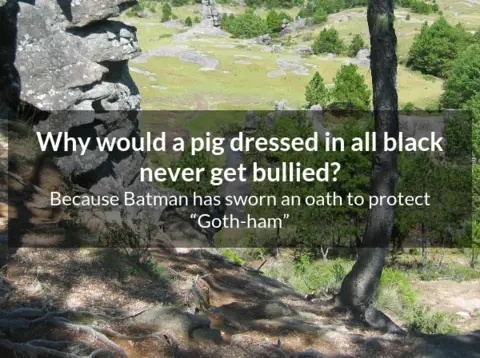 Why would a pig dressed in all black
never get bullied?
Because Batman has sworn an oath to protect
“Goth-ham”